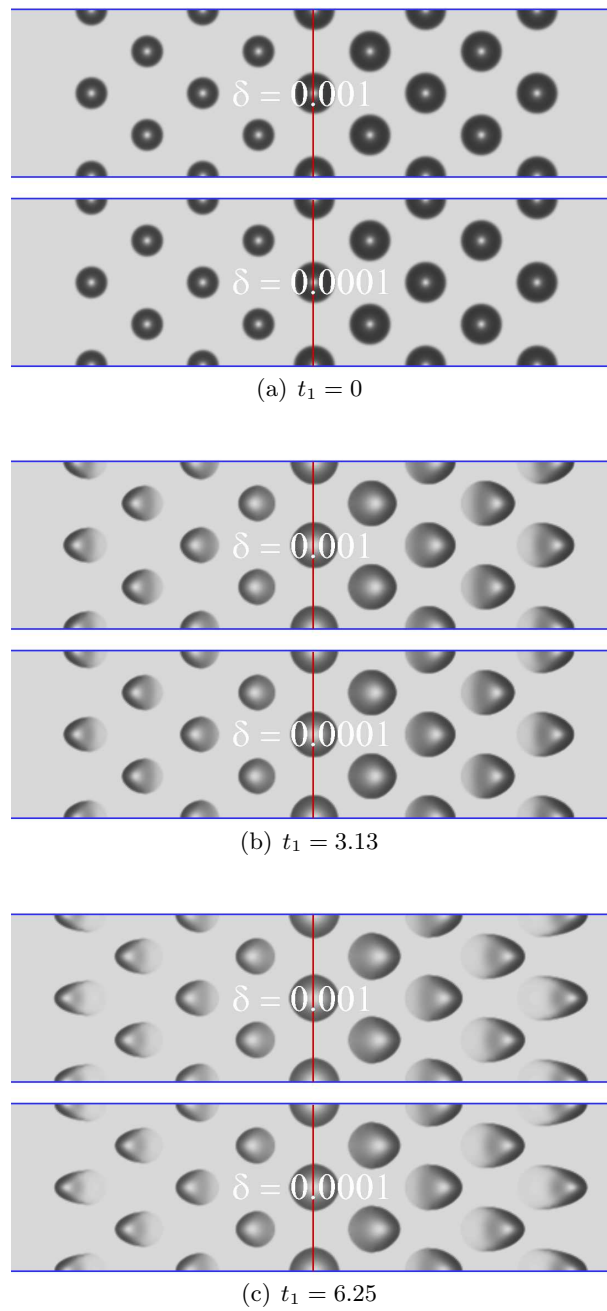 δ = 0.001
δ = 0.0001
(a) t₁ = 0
δ = 0.001
δ = 0.0001
(b) t₁ = 3.13
δ = 0.001
δ = 0.0001
(c) t₁ = 6.25